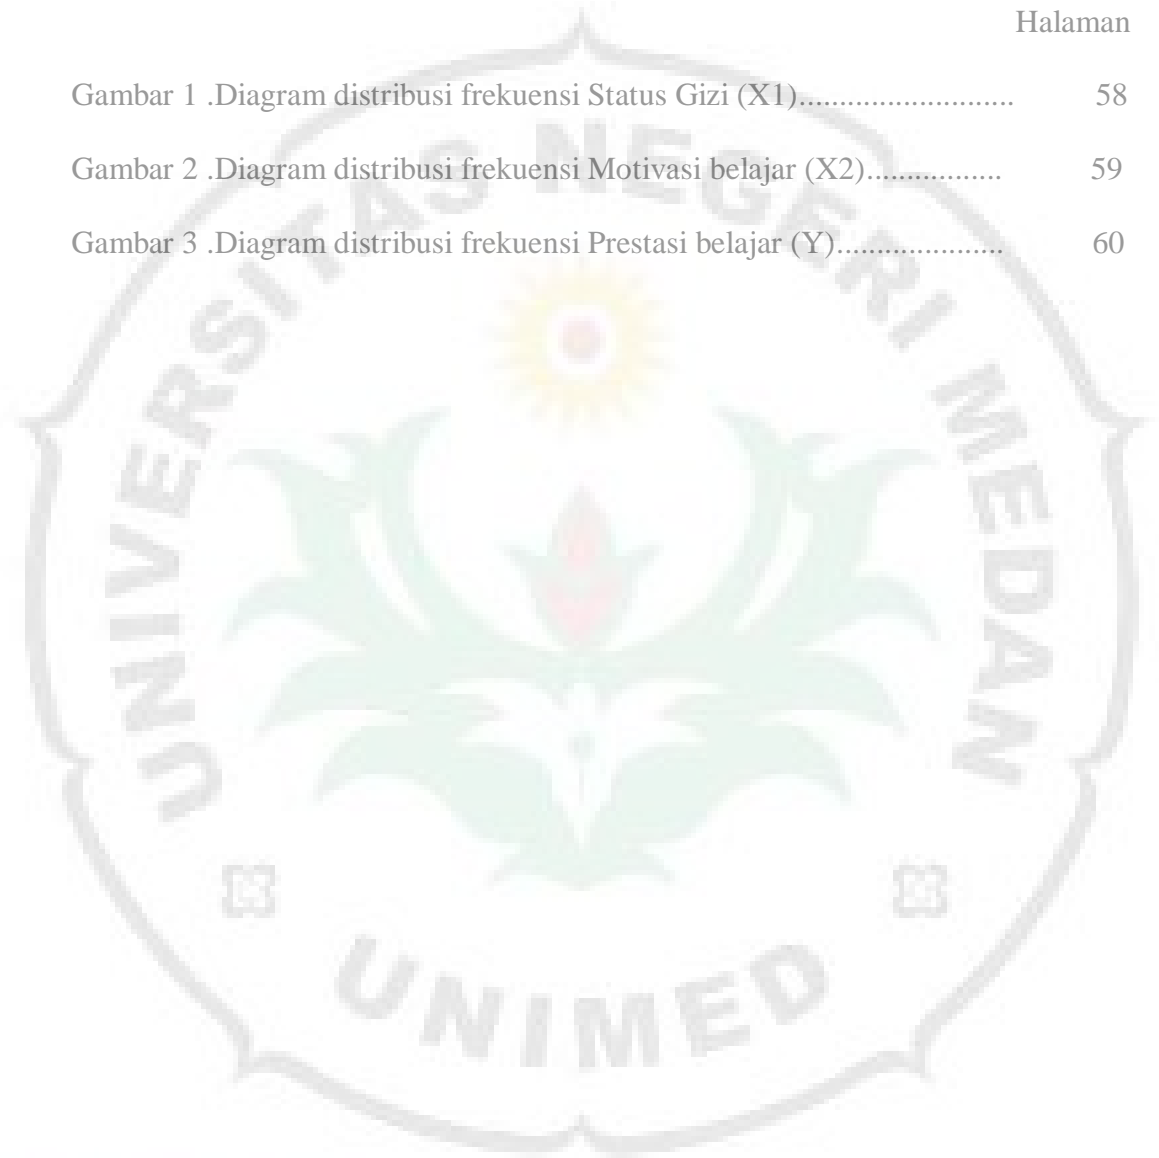 Halaman
Gambar 1 .Diagram distribusi frekuensi Status Gizi (X1)........................... 58
Gambar 2 .Diagram distribusi frekuensi Motivasi belajar (X2)................. 59
Gambar 3 .Diagram distribusi frekuensi Prestasi belajar (Y)..................... 60
UNIVERSITAS NEGERI MEDAN
UNIMED